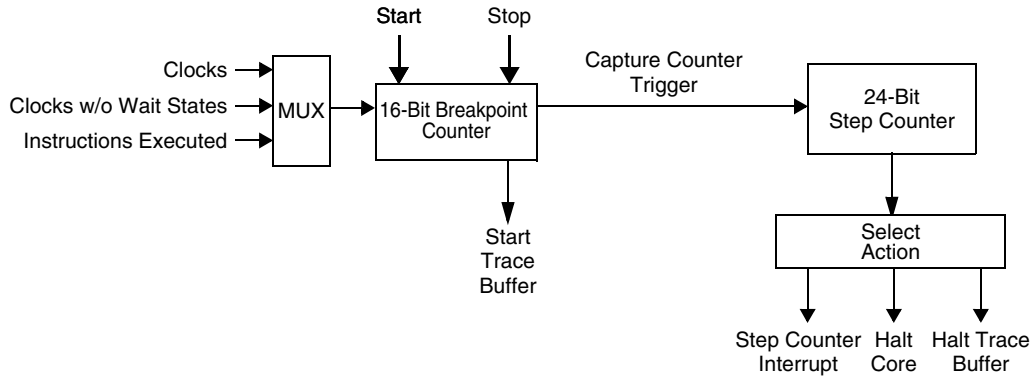 Start
Stop
Clocks
Clocks w/o Wait States
Instructions Executed
MUX
16-Bit Breakpoint
Counter
Capture Counter
Trigger
24-Bit
Step Counter
Start
Trace
Buffer
Select
Action
Step Counter
Interrupt
Halt
Core
Halt Trace
Buffer